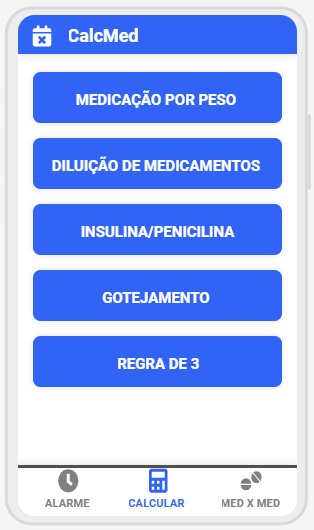 CalcMed
MEDICAÇÃO POR PESO
DILUIÇÃO DE MEDICAMENTOS
INSULINA/PENICILINA
GOTEJAMENTO
REGRA DE 3
ALARME
CALCULAR
MED X MED